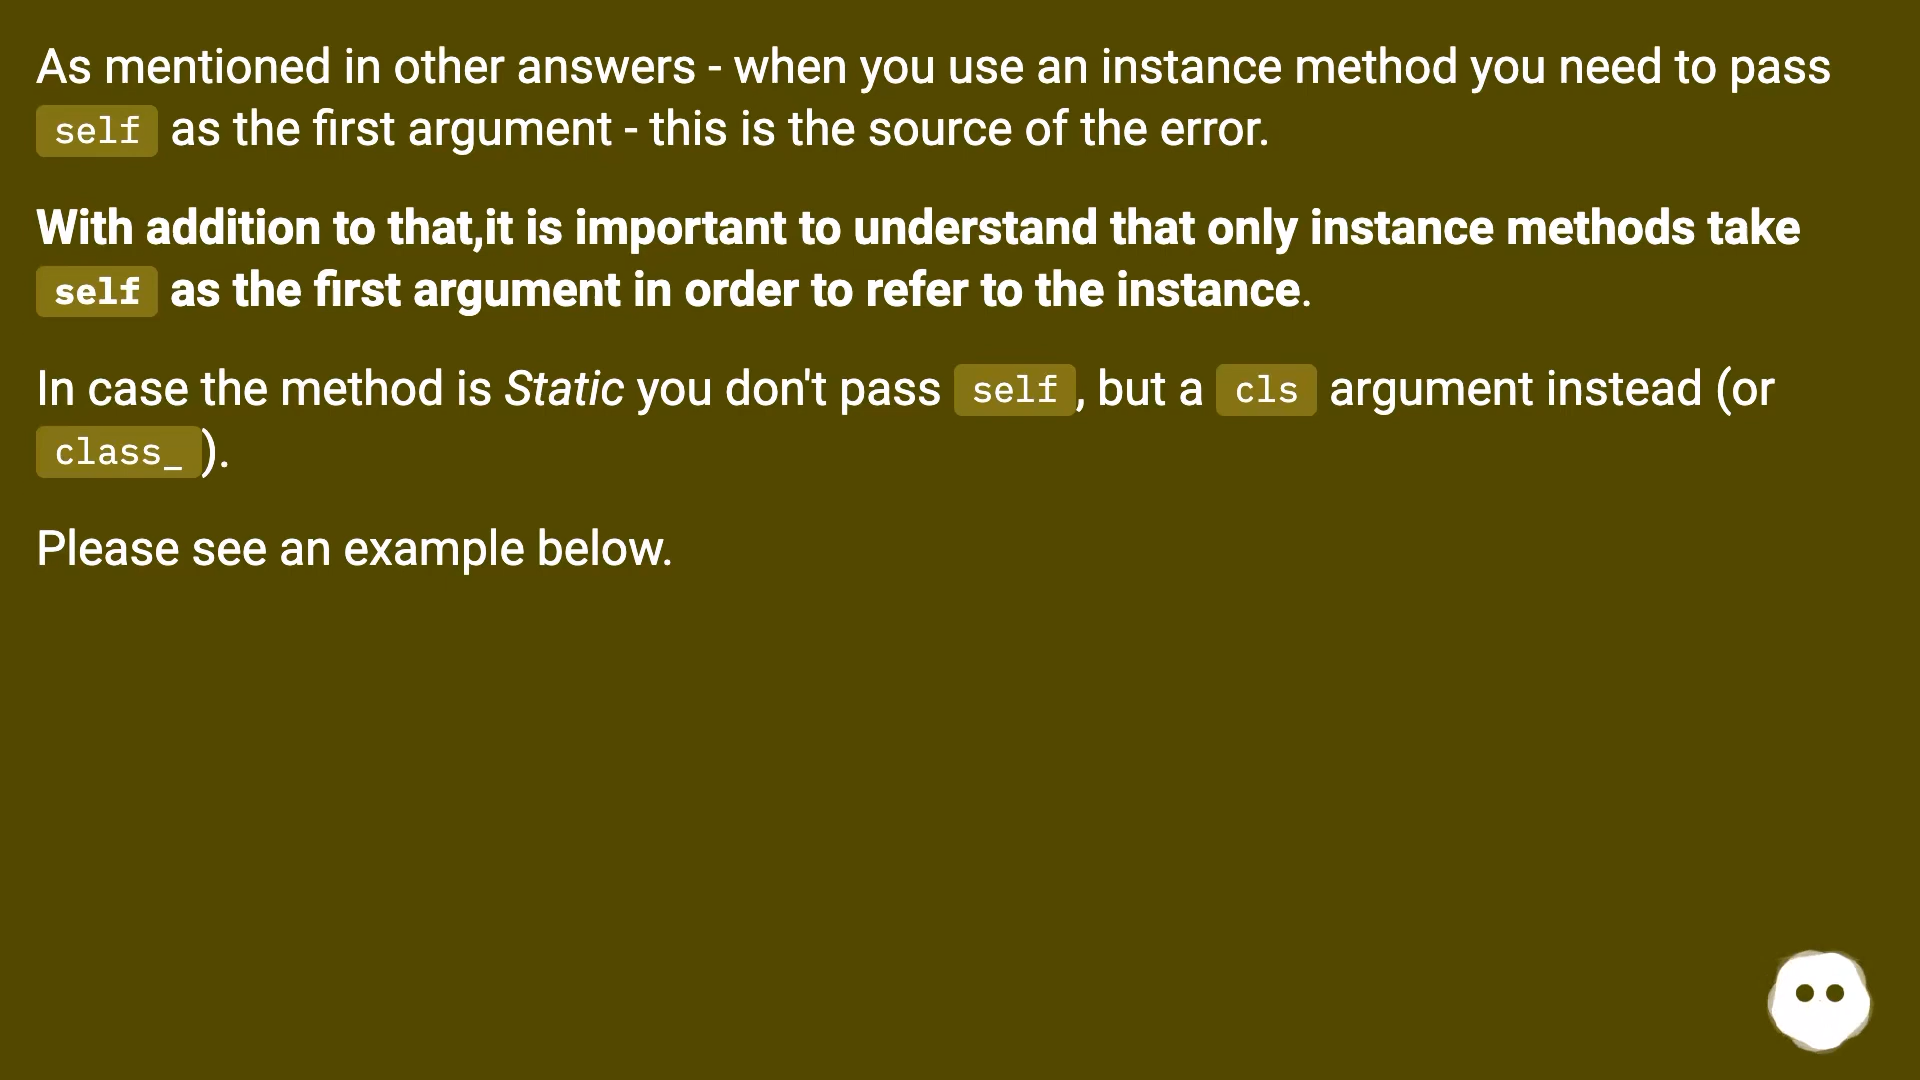 As mentioned in other answers - when you use an instance method you need to pass
self as the first argument - this is the source of the error.
With addition to that,it is important to understand that only instance methods take
self as the first argument in order to refer to the instance.
In case the method is Static you don't pass self, but a cls argument instead (or
class_ ).
Please see an example below.